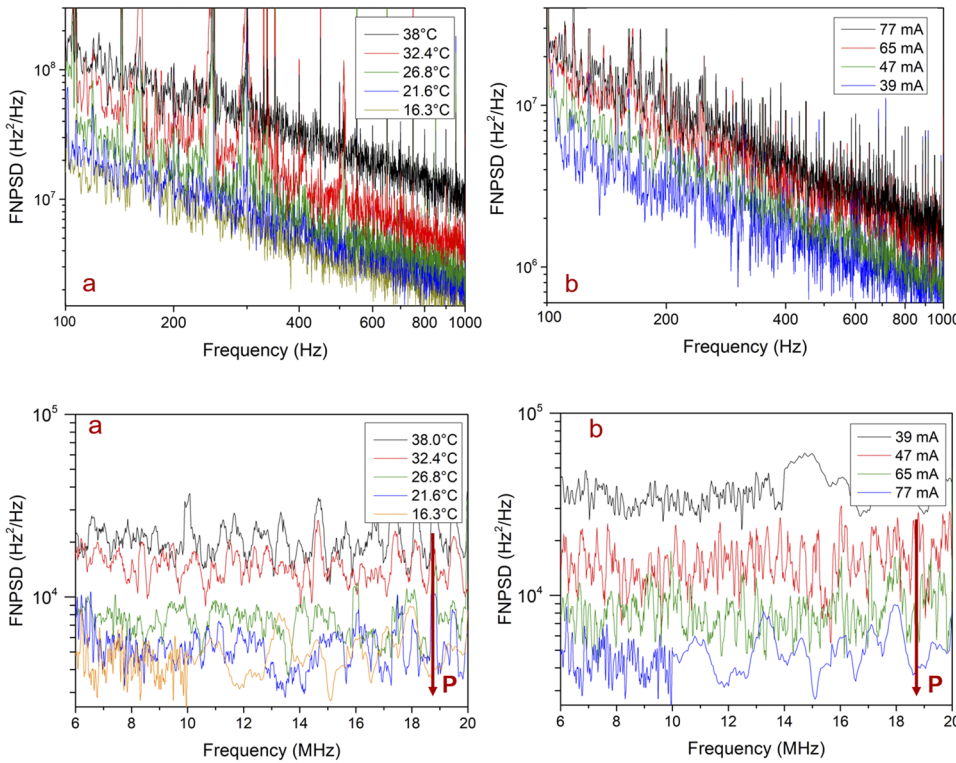 FNPSD (Hz²/Hz)
10⁸
10⁷
38°C
32.4°C
26.8°C
21.6°C
16.3°C
a
100
200
400
600
800
1000
Frequency (Hz)
FNPSD (Hz²/Hz)
10⁷
10⁶
77 mA
65 mA
47 mA
39 mA
b
100
200
400
600
800
1000
Frequency (Hz)
FNPSD (Hz²/Hz)
10⁵
10⁴
a
38.0°C
32.4°C
26.8°C
21.6°C
16.3°C
P
6
8
10
12
14
16
18
20
Frequency (MHz)
FNPSD (Hz²/Hz)
10⁵
10⁴
b
39 mA
47 mA
65 mA
77 mA
P
6
8
10
12
14
16
18
20
Frequency (MHz)